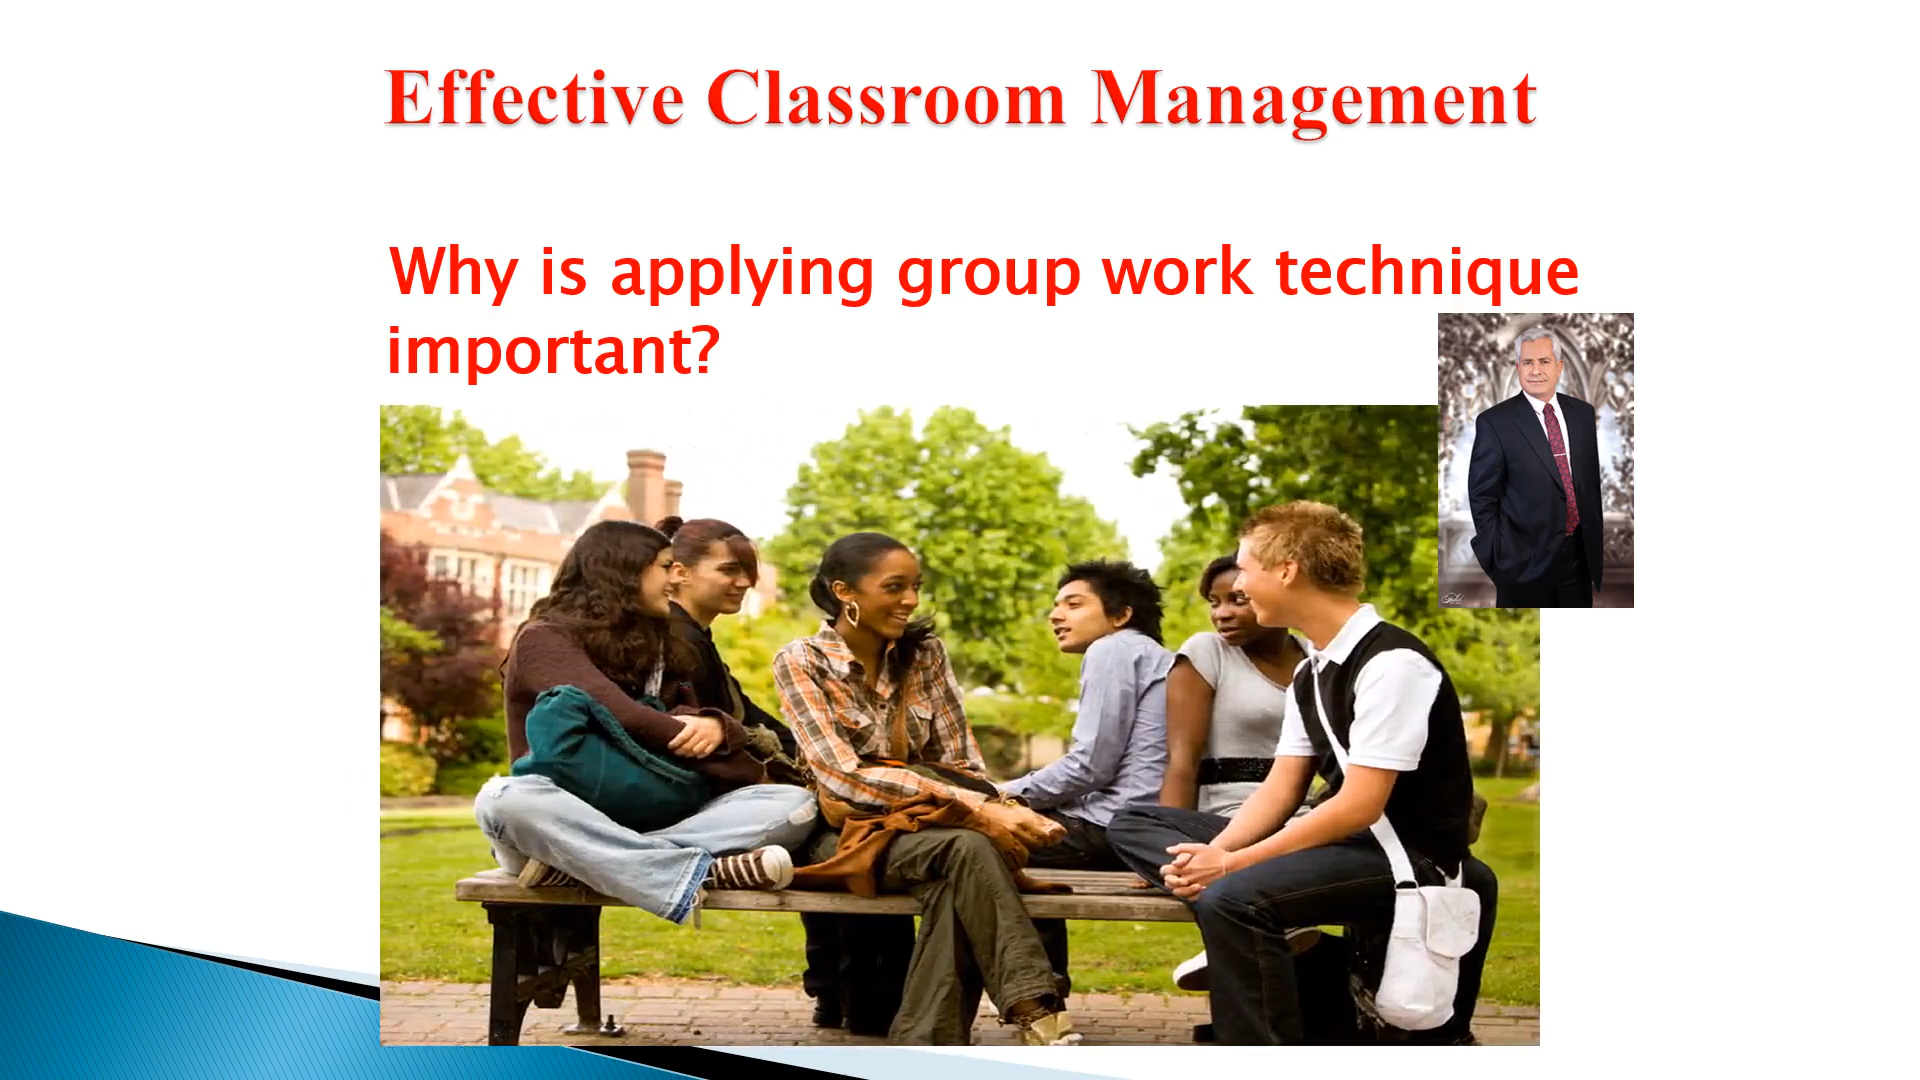 Effective Classroom Management
Why is applying group work technique
important?